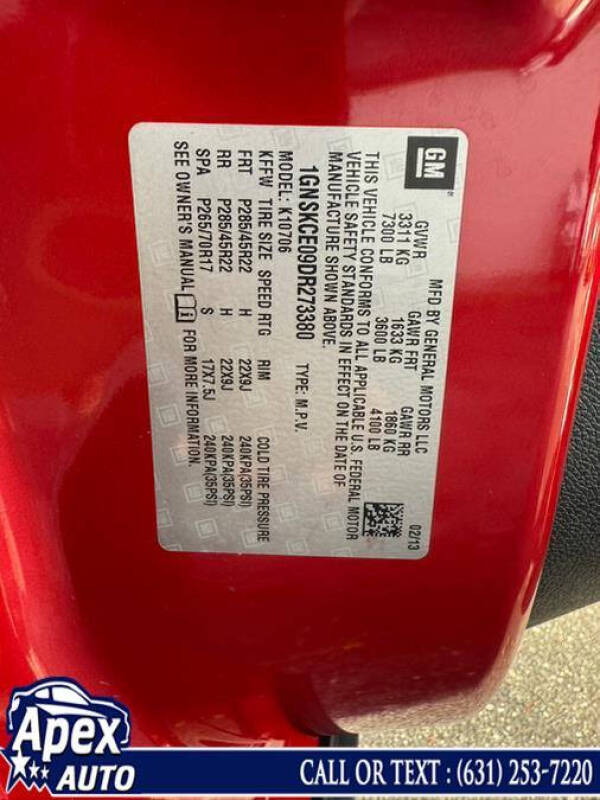 GM
MFD BY GENERAL MOTORS LLC
02/13
GVWR GAWR FRT GAWR RR
3311 KG 1633 KG 1860 KG
7300 LB 3600 LB 4100 LB
THIS VEHICLE CONFORMS TO ALL APPLICABLE U.S. FEDERAL MOTOR
VEHICLE SAFETY STANDARDS IN EFFECT ON THE DATE OF
MANUFACTURE SHOWN ABOVE.
1GNSKCE09DR273380 TYPE: M.P.V.
MODEL: K10706
KFFW TIRE SIZE SPEED RTG RIM COLD TIRE PRESSURE
FRT P285/45R22 H 22X9J 240KPA(35PSI)
RR P285/45R22 H 22X9J 240KPA(35PSI)
SPA P265/70R17 S 17X7.5J 240KPA(35PSI)
SEE OWNER'S MANUAL FOR MORE INFORMATION.
APEX
AUTO
CALL OR TEXT : (631) 253-7220